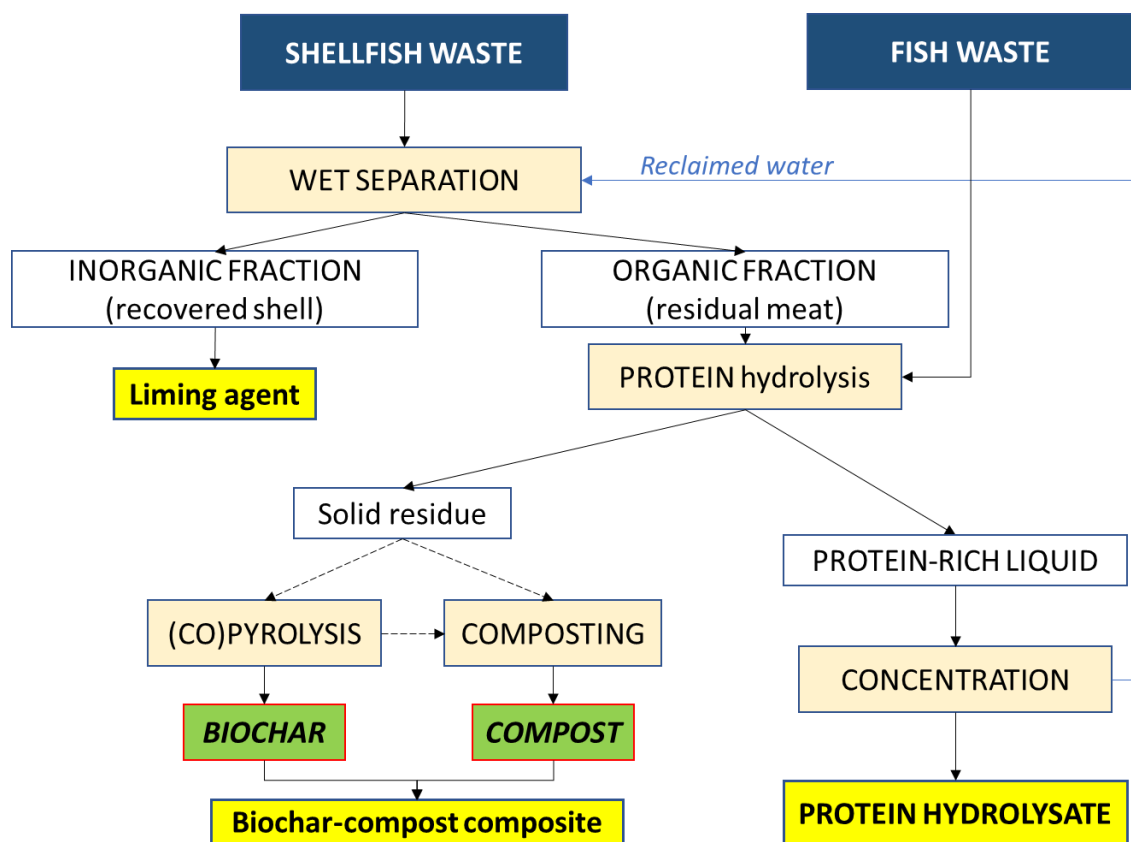 SHELLFISH WASTE
FISH WASTE
WET SEPARATION
Reclaimed water
INORGANIC FRACTION
(recovered shell)
ORGANIC FRACTION
(residual meat)
Liming agent
PROTEIN hydrolysis
Solid residue
PROTEIN-RICH LIQUID
(CO)PYROLYSIS
COMPOSTING
CONCENTRATION
BIOCHAR
COMPOST
Biochar-compost composite
PROTEIN HYDROLYSATE